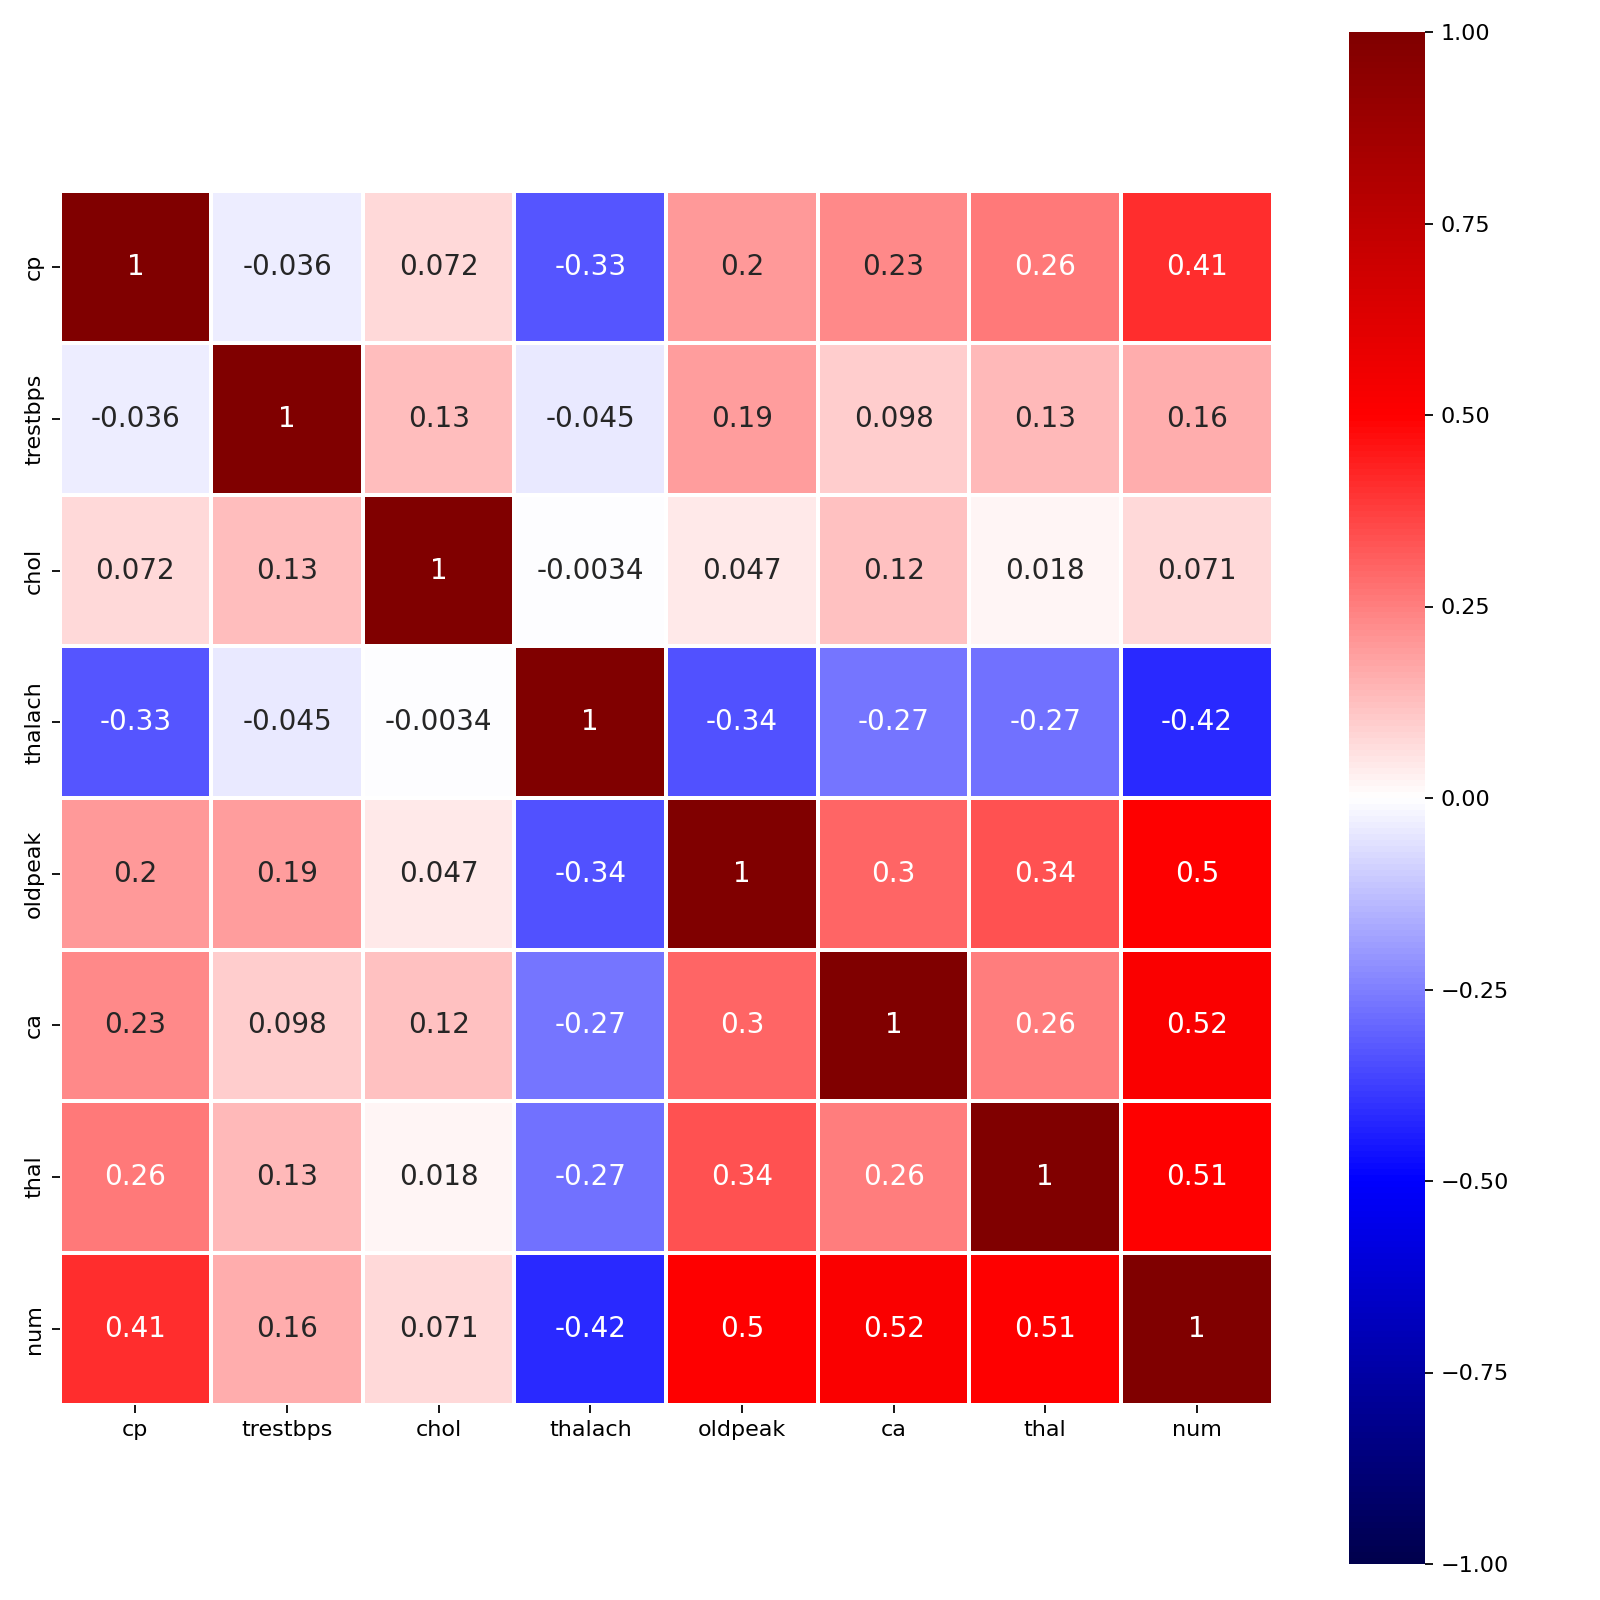 1.00
0.75
cp 1 -0.036 0.072 -0.33 0.2 0.23 0.26 0.41
trestbps -0.036 1 0.13 -0.045 0.19 0.098 0.13 0.16
0.50
chol 0.072 0.13 1 -0.0034 0.047 0.12 0.018 0.071
0.25
thalach -0.33 -0.045 -0.0034 1 -0.34 -0.27 -0.27 -0.42
0.00
oldpeak 0.2 0.19 0.047 -0.34 1 0.3 0.34 0.5
−0.25
ca 0.23 0.098 0.12 -0.27 0.3 1 0.26 0.52
thal 0.26 0.13 0.018 -0.27 0.34 0.26 1 0.51
−0.50
num 0.41 0.16 0.071 -0.42 0.5 0.52 0.51 1
−0.75
cp trestbps chol thalach oldpeak ca thal num
−1.00